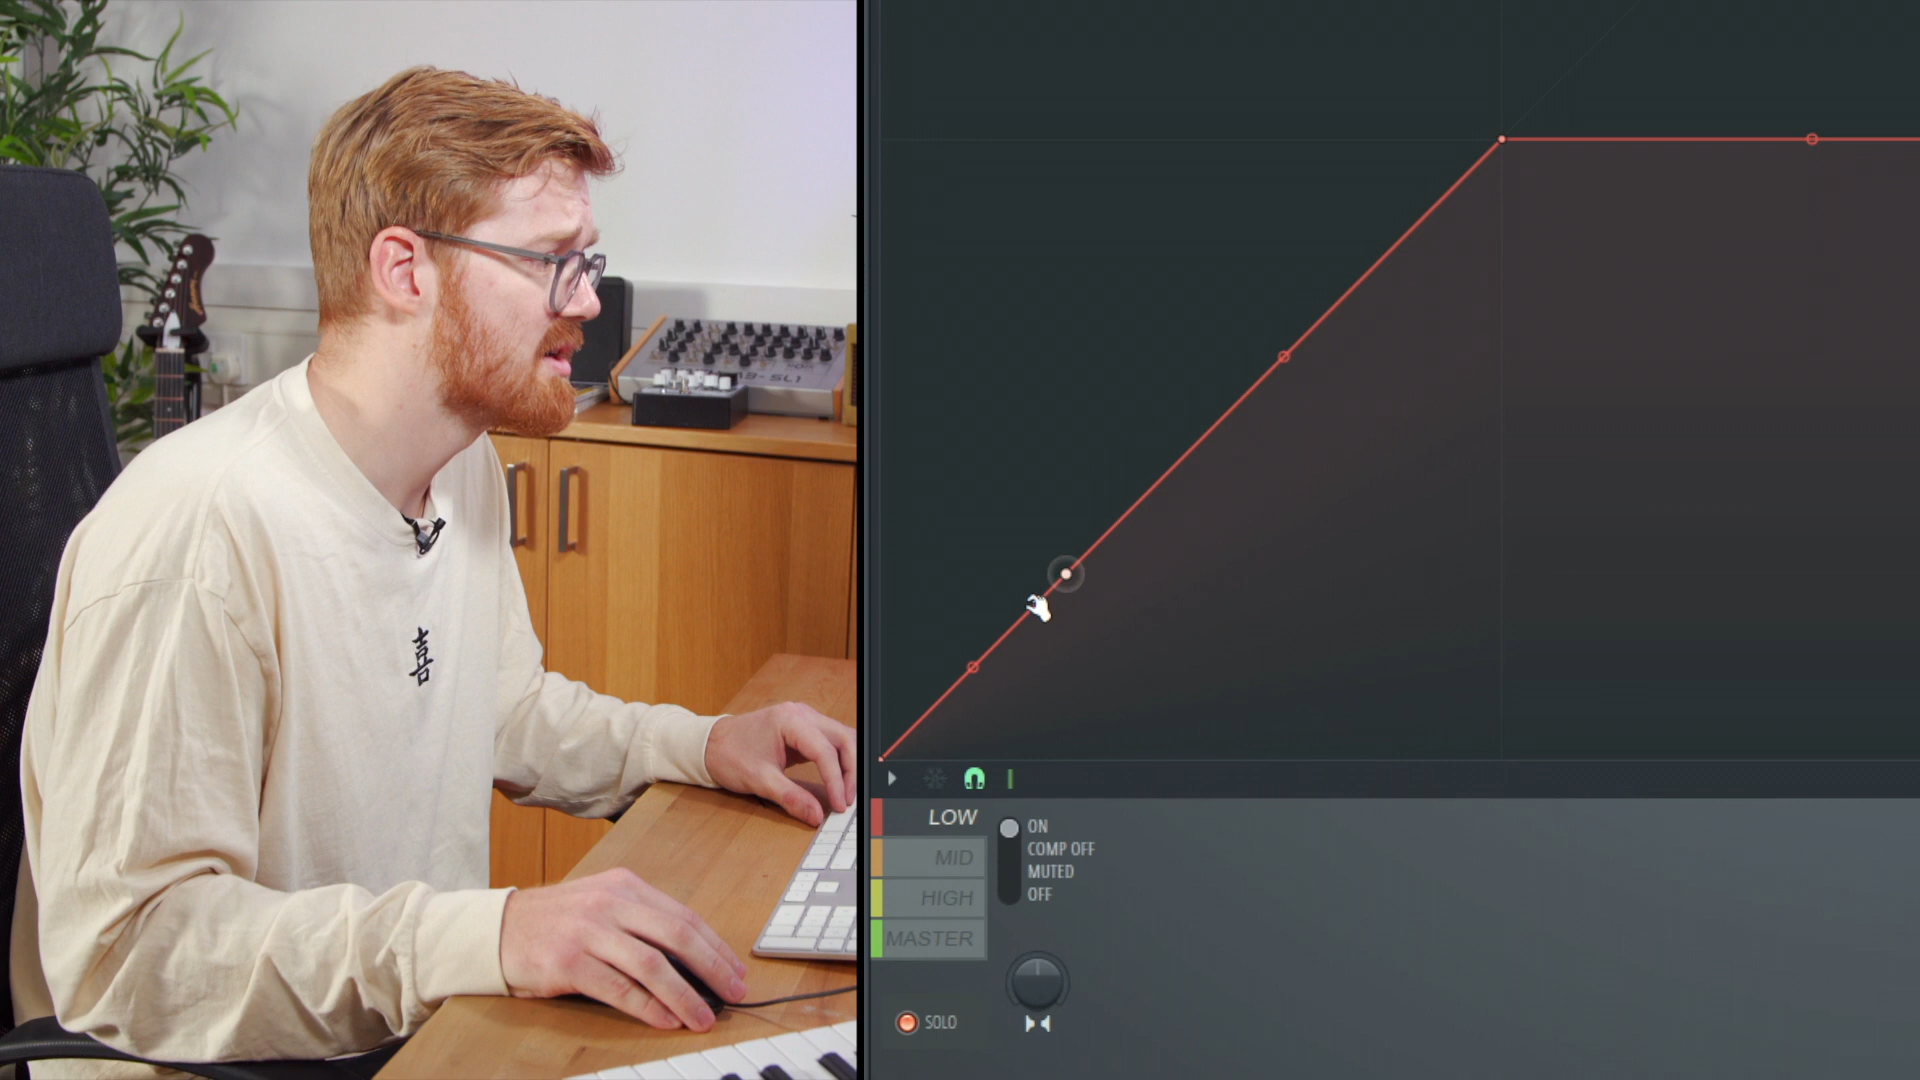 喜
LOW
MID
HIGH
MASTER
ON
COMP OFF
MUTED
OFF
SOLO